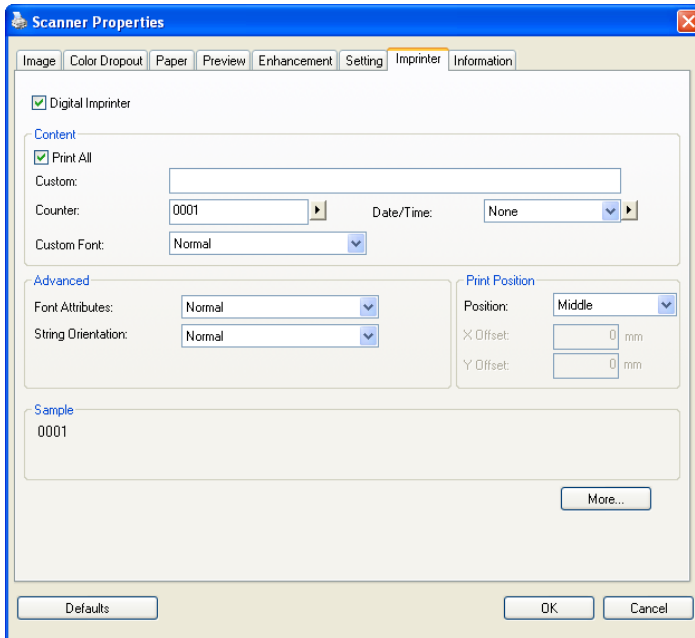 Scanner Properties
Image Color Dropout Paper Preview Enhancement Setting Imprinter Information
Digital Imprinter
Content
Print All
Custom:
Counter: 0001 Date/Time: None
Custom Font: Normal
Advanced Print Position
Font Attributes: Normal Position: Middle
String Orientation: Normal X Offset: 0 mm
Y Offset: 0 mm
Sample
0001
More...
Defaults OK Cancel